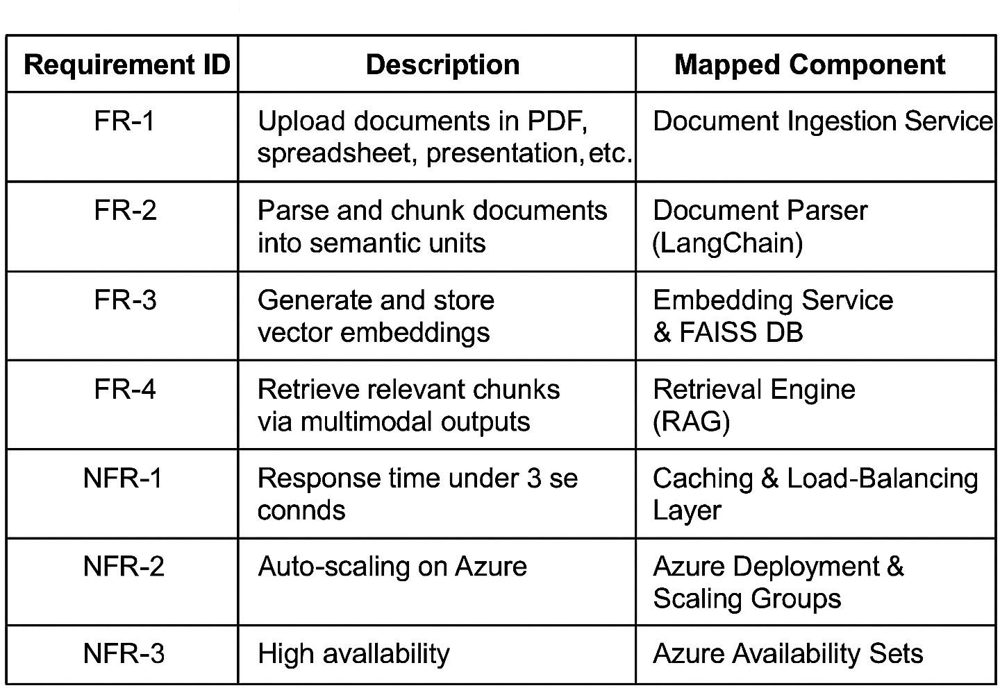 Requirement ID Description Mapped Component
FR-1 Upload documents in PDF, Document Ingestion Service
spreadsheet, presentation, etc.
FR-2 Parse and chunk documents Document Parser
into semantic units (LangChain)
FR-3 Generate and store Embedding Service
vector embeddings & FAISS DB
FR-4 Retrieve relevant chunks Retrieval Engine
via multimodal outputs (RAG)
NFR-1 Response time under 3 se Caching & Load-Balancing
connds Layer
NFR-2 Auto-scaling on Azure Azure Deployment &
Scaling Groups
NFR-3 High avallability Azure Availability Sets